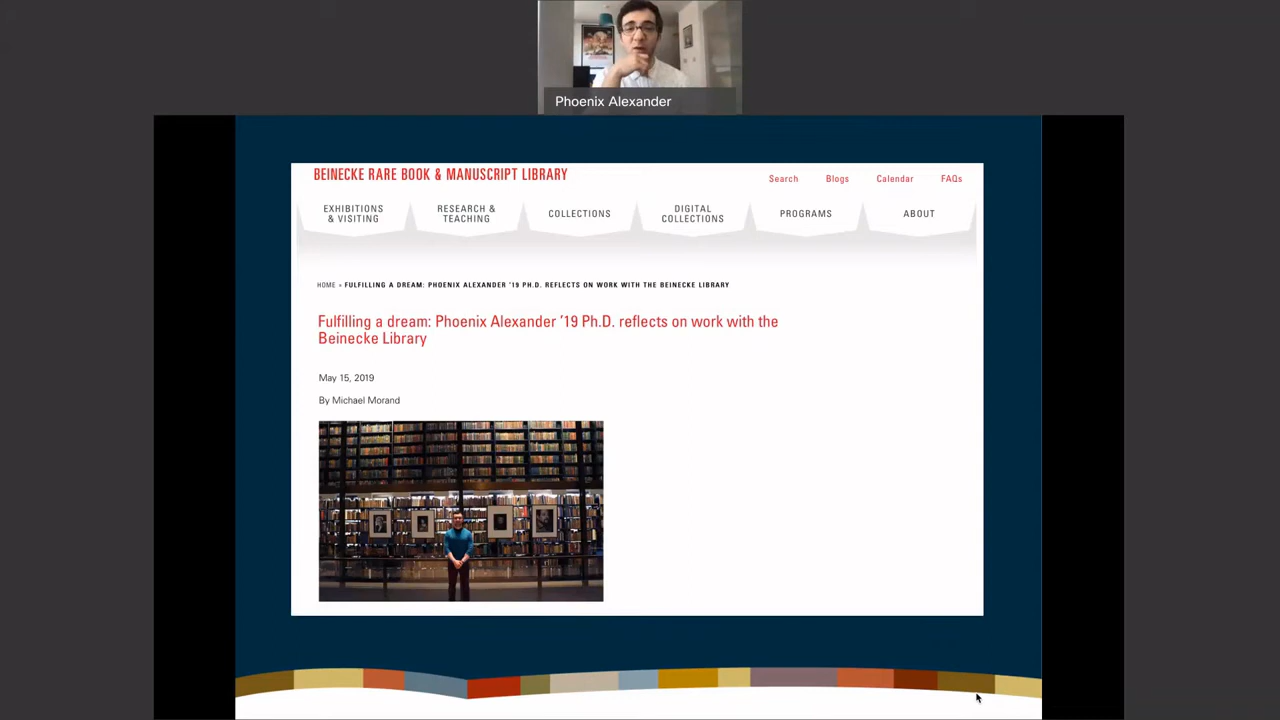 Phoenix Alexander
BEINECKE RARE BOOK & MANUSCRIPT LIBRARY
Search Blogs Calendar FAQs
EXHIBITIONS & VISITING
RESEARCH & TEACHING
COLLECTIONS
DIGITAL COLLECTIONS
PROGRAMS
ABOUT
HOME » FULFILLING A DREAM: PHOENIX ALEXANDER '19 PH.D. REFLECTS ON WORK WITH THE BEINECKE LIBRARY
Fulfilling a dream: Phoenix Alexander '19 Ph.D. reflects on work with the
Beinecke Library
May 15, 2019
By Michael Morand